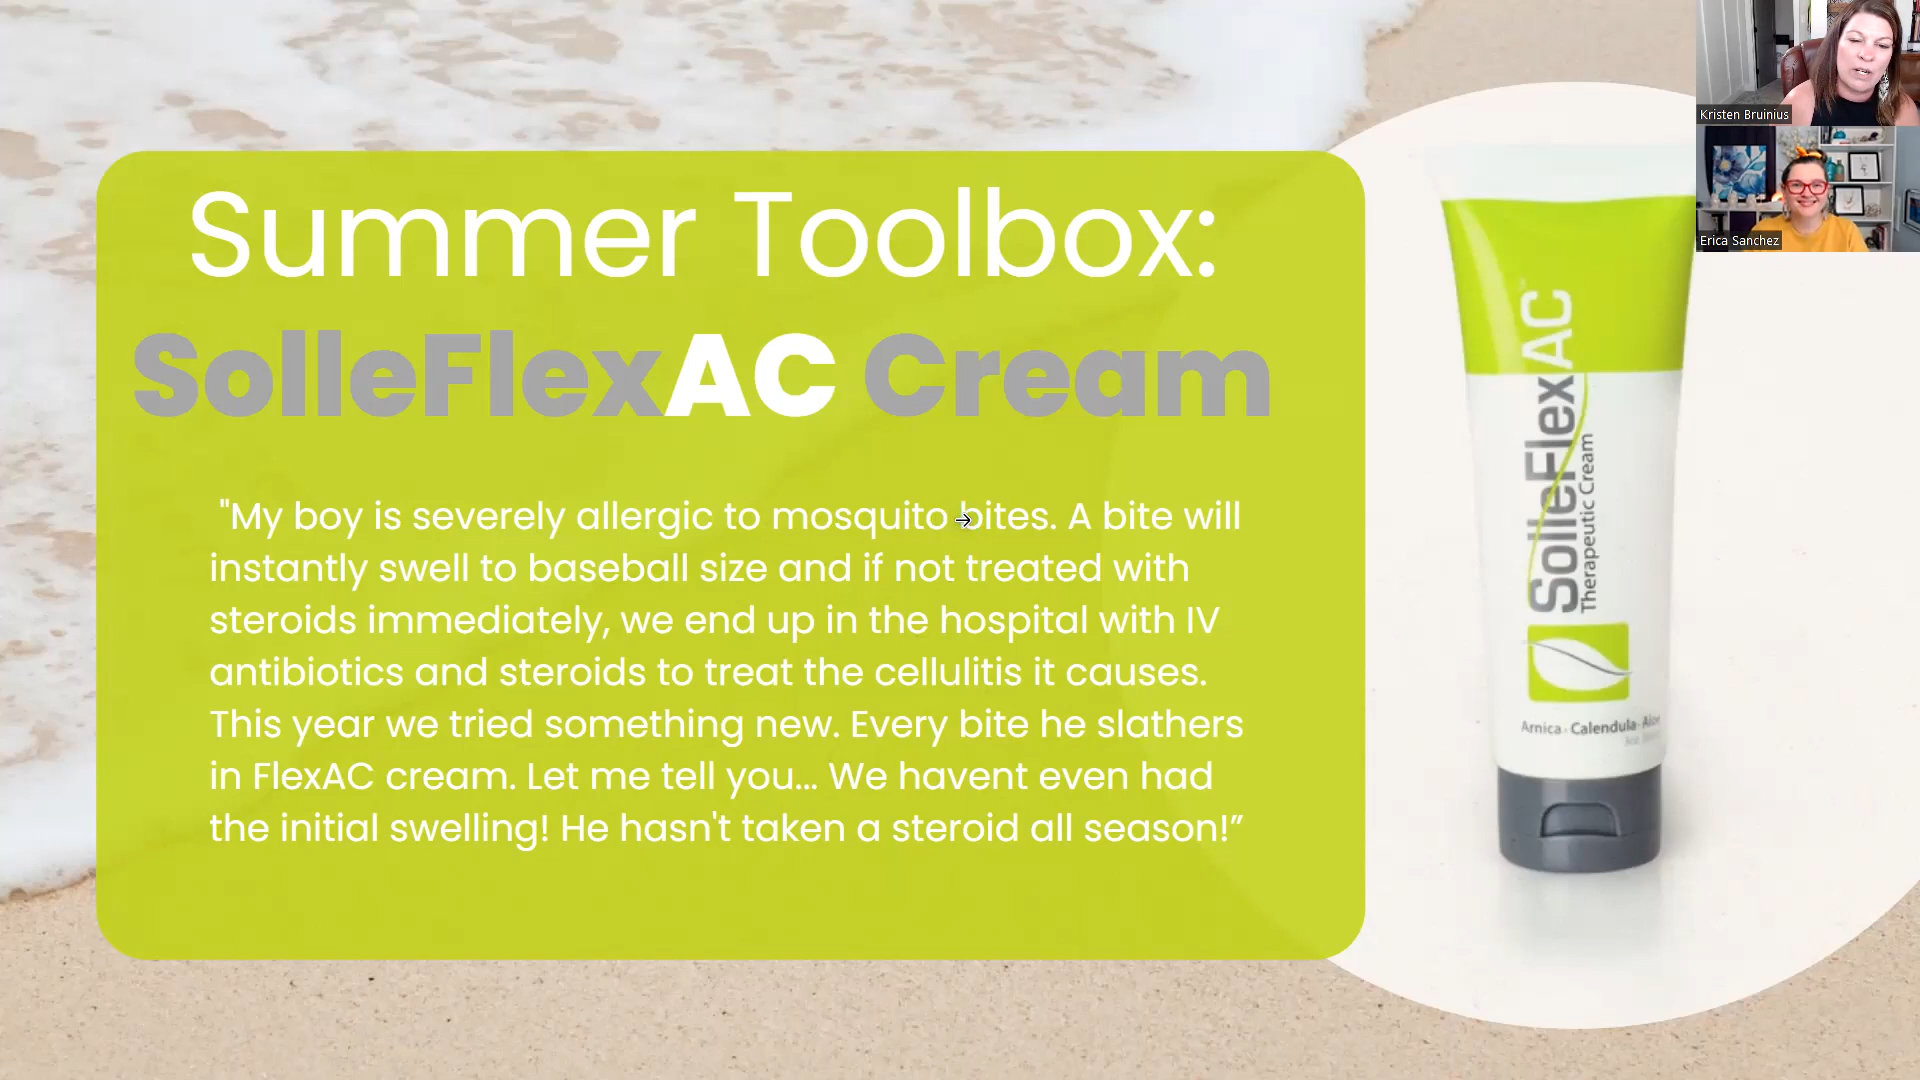 Summer Toolbox:
SolleFlexAC Cream
"My boy is severely allergic to mosquito bites. A bite will
instantly swell to baseball size and if not treated with
steroids immediately, we end up in the hospital with IV
antibiotics and steroids to treat the cellulitis it causes.
This year we tried something new. Every bite he slathers
in FlexAC cream. Let me tell you... We havent even had
the initial swelling! He hasn't taken a steroid all season!”
SolleFlex AC
Therapeutic Cream
Arnica · Calendula · Aloe
Kristen Bruinius
Erica Sanchez